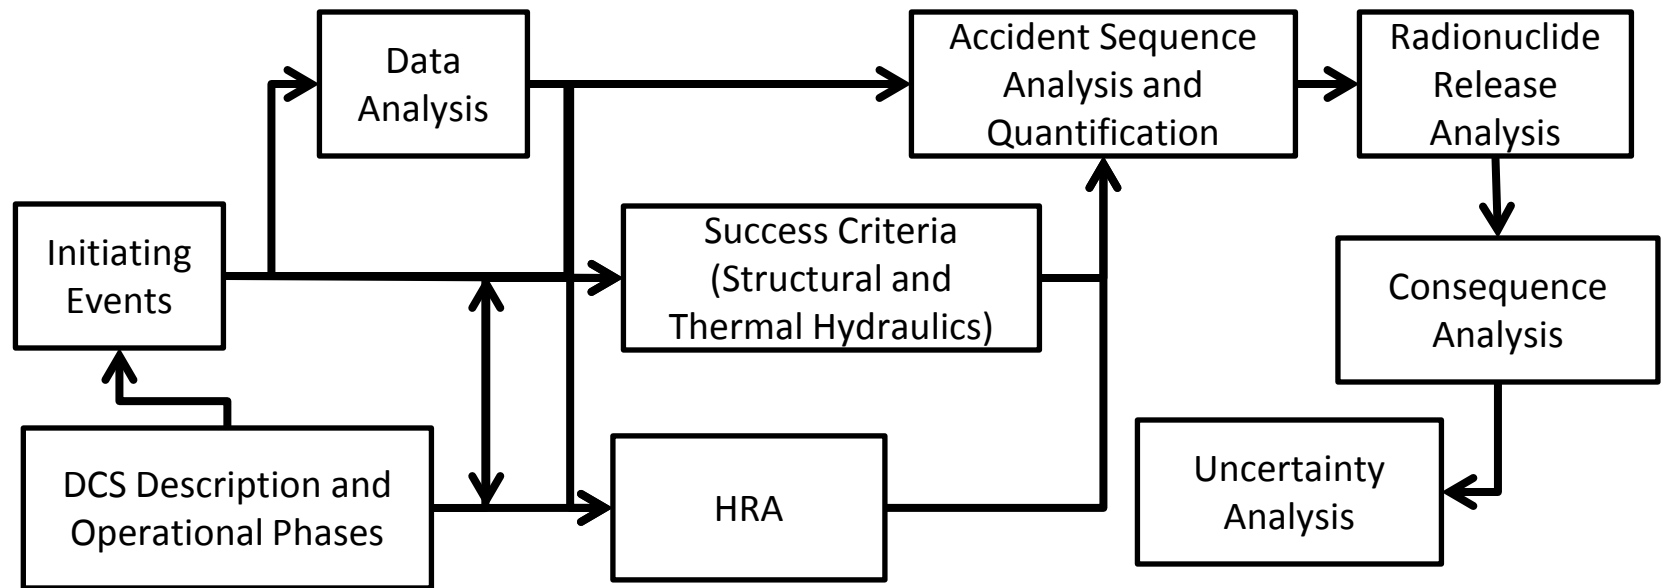 Data
Analysis
Accident Sequence
Analysis and
Quantification
Radionuclide
Release
Analysis
Initiating
Events
Success Criteria
(Structural and
Thermal Hydraulics)
Consequence
Analysis
DCS Description and
Operational Phases
HRA
Uncertainty
Analysis